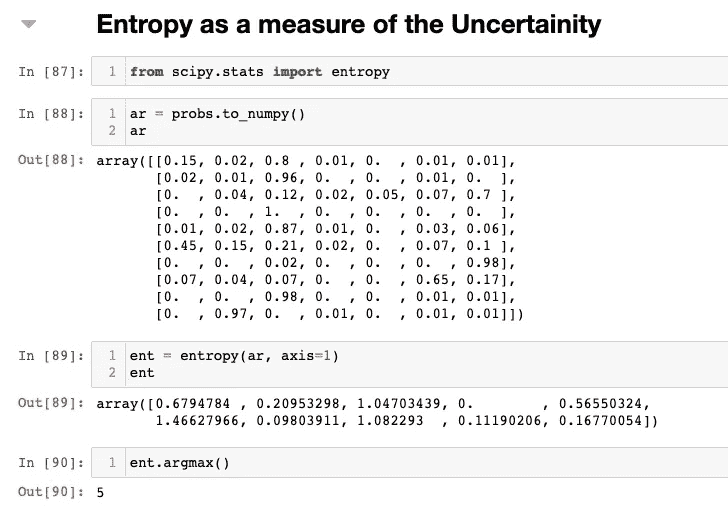 Entropy as a measure of the Uncertainity
In [87]: 1 from scipy.stats import entropy
In [88]: 1 ar = probs.to_numpy()
2 ar
Out[88]: array([[0.15, 0.02, 0.8 , 0.01, 0.  , 0.01, 0.01],
[0.02, 0.01, 0.96, 0.  , 0.  , 0.01, 0.  ],
[0.  , 0.04, 0.12, 0.02, 0.05, 0.07, 0.7 ],
[0.  , 0.  , 1.  , 0.  , 0.  , 0.  , 0.  ],
[0.01, 0.02, 0.87, 0.01, 0.  , 0.03, 0.06],
[0.45, 0.15, 0.21, 0.02, 0.  , 0.07, 0.1 ],
[0.  , 0.  , 0.02, 0.  , 0.  , 0.  , 0.98],
[0.07, 0.04, 0.07, 0.  , 0.  , 0.65, 0.17],
[0.  , 0.  , 0.98, 0.  , 0.  , 0.01, 0.01],
[0.  , 0.97, 0.  , 0.01, 0.  , 0.01, 0.01]])
In [89]: 1 ent = entropy(ar, axis=1)
2 ent
Out[89]: array([0.6794784 , 0.20953298, 1.04703439, 0.        , 0.56550324,
1.46627966, 0.09803911, 1.082293  , 0.11190206, 0.16770054])
In [90]: 1 ent.argmax()
Out[90]: 5